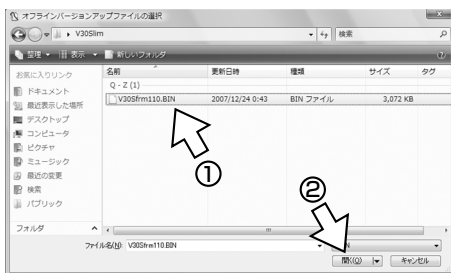 オフラインバージョンアップファイルの選択
V30Slim
検索
整理 表示 新しいフォルダ
お気に入りリンク
名前 更新日時 種類 サイズ タグ
Q - Z (1)
V30Sfrm110.BIN 2007/12/24 0:43 BIN ファイル 3,072 KB
ドキュメント
最近表示した場所
デスクトップ
コンピュータ
ピクチャ
ミュージック
最近の変更
検索
パブリック
①
②
フォルダ
ファイル名(N): V30Sfrm110.BIN
開く(O) キャンセル